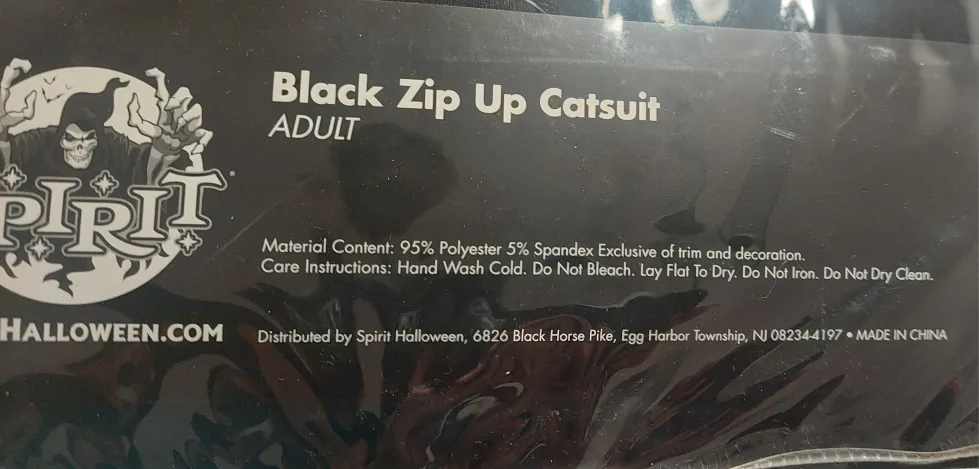 Black Zip Up Catsuit
ADULT
PIRIT
Material Content: 95% Polyester 5% Spandex Exclusive of trim and decoration.
Care Instructions: Hand Wash Cold. Do Not Bleach. Lay Flat To Dry. Do Not Iron. Do Not Dry Clean.
HALLOWEEN.COM
Distributed by Spirit Halloween, 6826 Black Horse Pike, Egg Harbor Township, NJ 08234-4197 • MADE IN CHINA